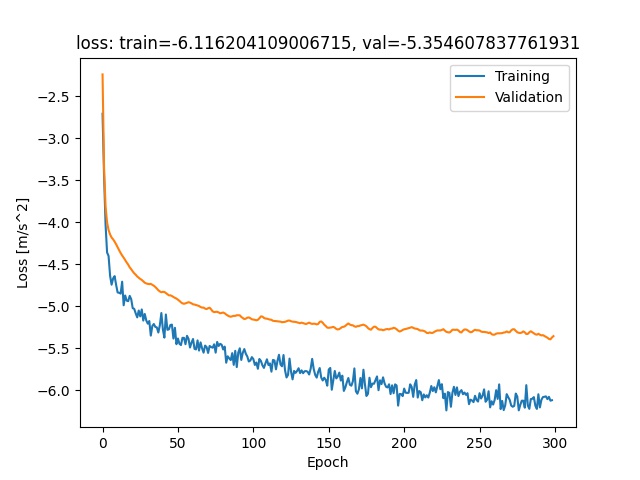 loss: train=-6.116204109006715, val=-5.354607837761931
Training
Validation
−2.5
−3.0
−3.5
−4.0
−4.5
−5.0
−5.5
−6.0
Loss [m/s^2]
0 50 100 150 200 250 300
Epoch